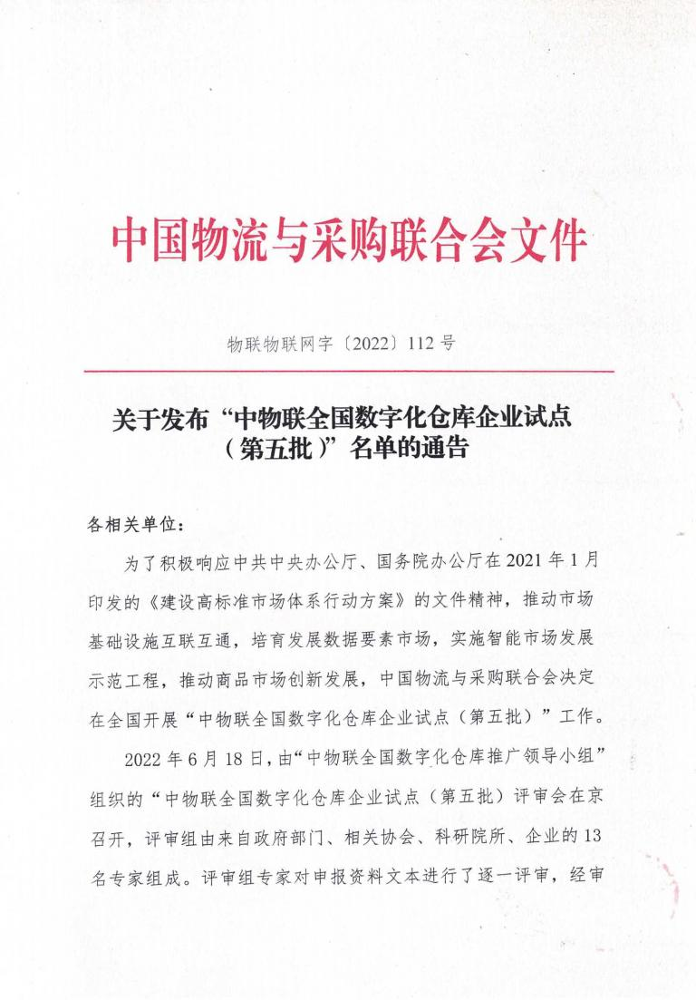 中国物流与采购联合会文件
物联物联网字〔2022〕112 号
关于发布“中物联全国数字化仓库企业试点
（第五批）”名单的通告
各相关单位：
为了积极响应中共中央办公厅、国务院办公厅在 2021 年 1 月
印发的《建设高标准市场体系行动方案》的文件精神，推动市场
基础设施互联互通，培育发展数据要素市场，实施智能市场发展
示范工程，推动商品市场创新发展，中国物流与采购联合会决定
在全国开展“中物联全国数字化仓库企业试点（第五批）”工作。
2022 年 6 月 18 日，由“中物联全国数字化仓库推广领导小组”
组织的“中物联全国数字化仓库企业试点（第五批）评审会在京
召开，评审组由来自政府部门、相关协会、科研院所、企业的 13
名专家组成。评审组专家对申报资料文本进行了逐一评审，经审